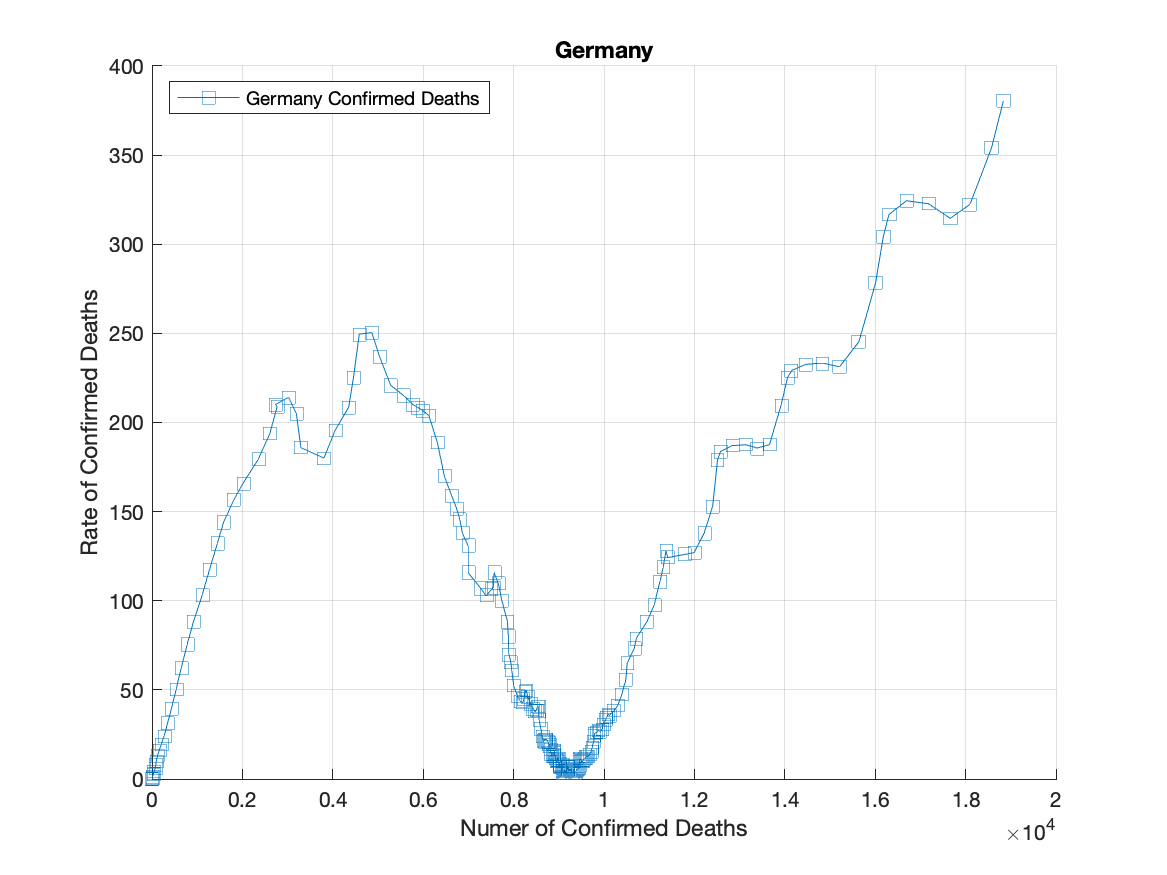 Germany
Germany Confirmed Deaths
400
350
300
250
200
150
100
50
0
Rate of Confirmed Deaths
0 0.2 0.4 0.6 0.8 1 1.2 1.4 1.6 1.8 2
Numer of Confirmed Deaths
×10⁴